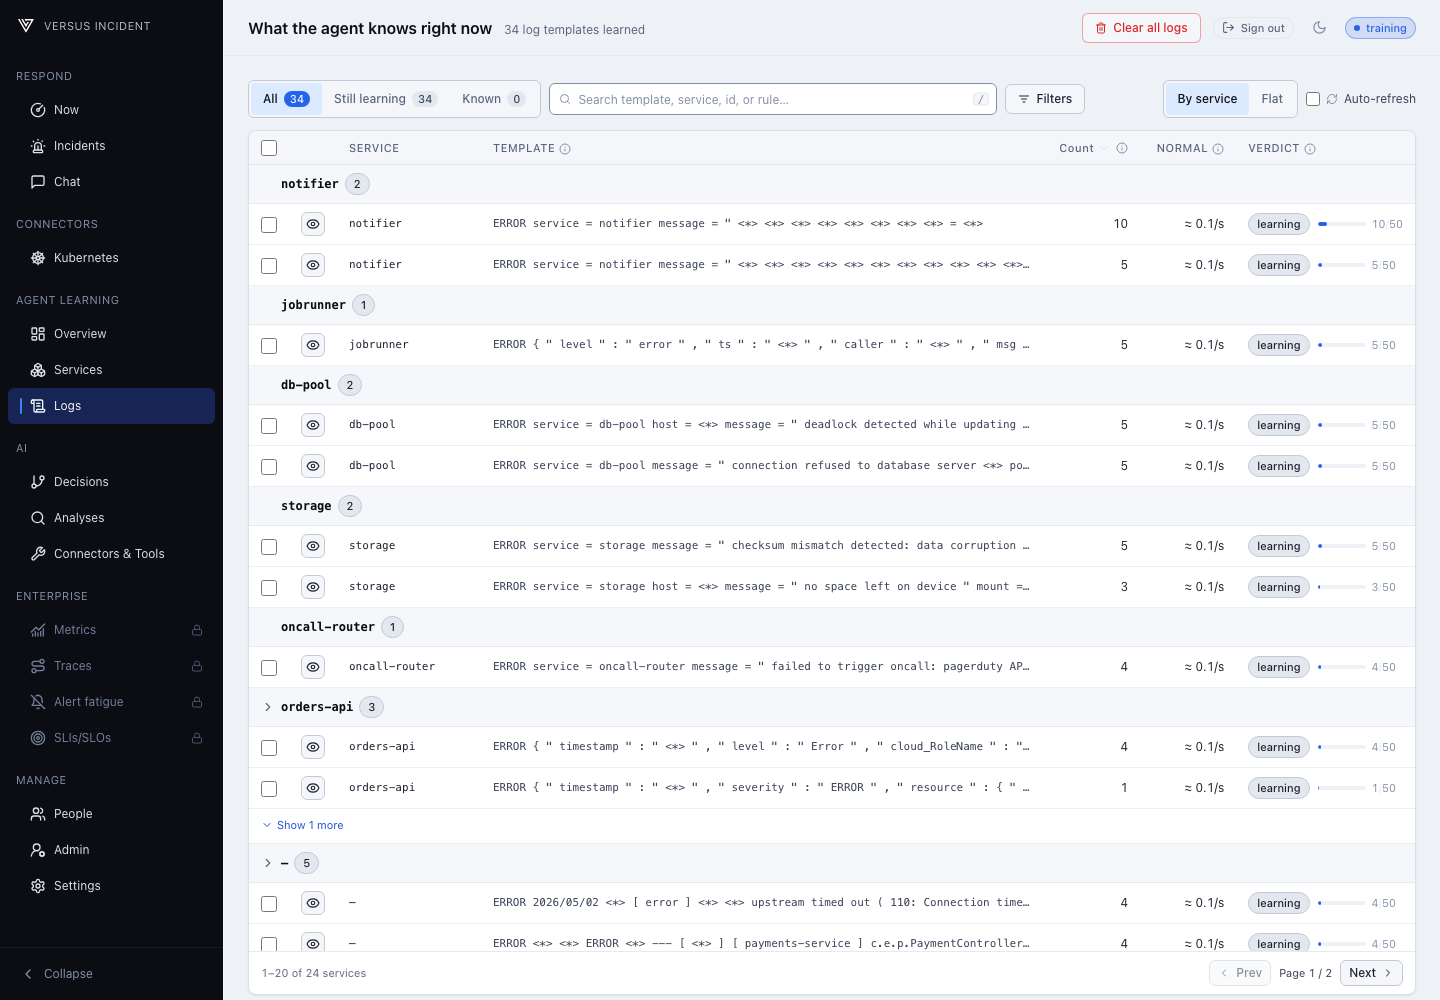 VERSUS INCIDENT
RESPOND
Now
Incidents
Chat
CONNECTORS
Kubernetes
AGENT LEARNING
Overview
Services
Logs
AI
Decisions
Analyses
Connectors & Tools
ENTERPRISE
Metrics
Traces
Alert fatigue
SLIs/SLOs
MANAGE
People
Admin
Settings
Collapse
What the agent knows right now 34 log templates learned Clear all logs Sign out training
All 34 Still learning 34 Known 0 Search template, service, id, or rule... / Filters By service Flat Auto-refresh
SERVICE TEMPLATE Count NORMAL VERDICT
notifier 2
notifier ERROR service = notifier message = " <*> <*> <*> <*> <*> <*> <*> <*> = <*> 10 ≈ 0.1/s learning 10/50
notifier ERROR service = notifier message = " <*> <*> <*> <*> <*> <*> <*> <*> <*> <*> <*>… 5 ≈ 0.1/s learning 5/50
jobrunner 1
jobrunner ERROR { " level " : " error " , " ts " : " <*> " , " caller " : " <*> " , " msg … 5 ≈ 0.1/s learning 5/50
db-pool 2
db-pool ERROR service = db-pool host = <*> message = " deadlock detected while updating … 5 ≈ 0.1/s learning 5/50
db-pool ERROR service = db-pool message = " connection refused to database server <*> po… 5 ≈ 0.1/s learning 5/50
storage 2
storage ERROR service = storage message = " checksum mismatch detected: data corruption … 5 ≈ 0.1/s learning 5/50
storage ERROR service = storage host = <*> message = " no space left on device " mount =… 3 ≈ 0.1/s learning 3/50
oncall-router 1
oncall-router ERROR service = oncall-router message = " failed to trigger oncall: pagerduty AP… 4 ≈ 0.1/s learning 4/50
orders-api 3
orders-api ERROR { " timestamp " : " <*> " , " level " : " Error " , " cloud_RoleName " : "… 4 ≈ 0.1/s learning 4/50
orders-api ERROR { " timestamp " : " <*> " , " severity " : " ERROR " , " resource " : { " … 1 ≈ 0.1/s learning 1/50
Show 1 more
— 5
— ERROR 2026/05/02 <*> [ error ] <*> <*> upstream timed out ( 110: Connection time… 4 ≈ 0.1/s learning 4/50
— ERROR <*> <*> ERROR <*> --- [ <*> ] [ payments-service ] c.e.p.PaymentController… 4 ≈ 0.1/s learning 4/50
1–20 of 24 services Prev Page 1 / 2 Next